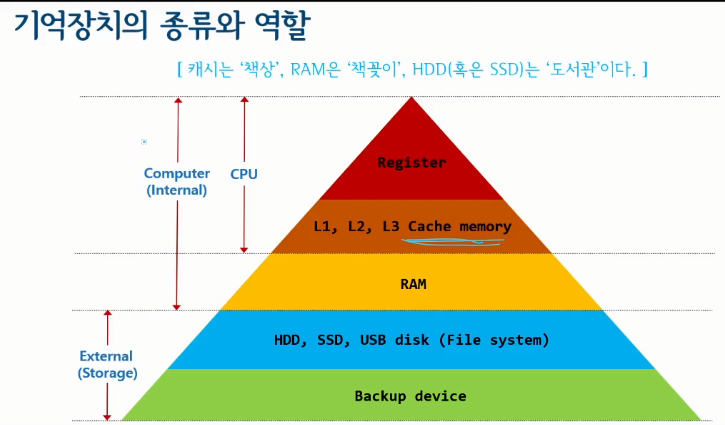 기억장치의 종류와 역할
[ 캐시는 ‘책상’, RAM은 ‘책꽂이’, HDD(혹은 SSD)는 ‘도서관’이다. ]
Register
Computer
(Internal)
CPU
L1, L2, L3 Cache memory
RAM
HDD, SSD, USB disk (File system)
External
(Storage)
Backup device